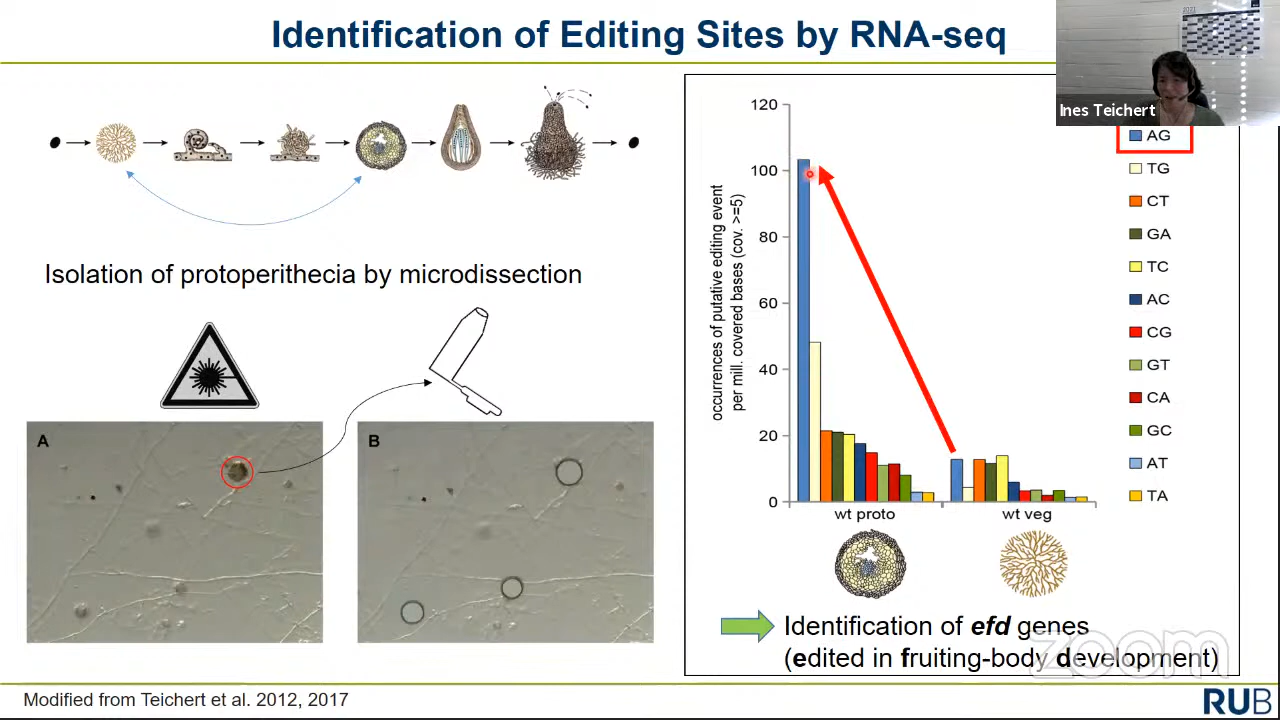 Identification of Editing Sites by RNA-seq
2021
Ines Teichert
Isolation of protoperithecia by microdissection
A
B
occurrences of putative editing event
per mill. covered bases (cov. >=5)
120
100
80
60
40
20
0
wt proto
wt veg
AG
TG
CT
GA
TC
AC
CG
GT
CA
GC
AT
TA
Identification of efd genes
(edited in fruiting-body development)
zoom
Modified from Teichert et al. 2012, 2017
RUB